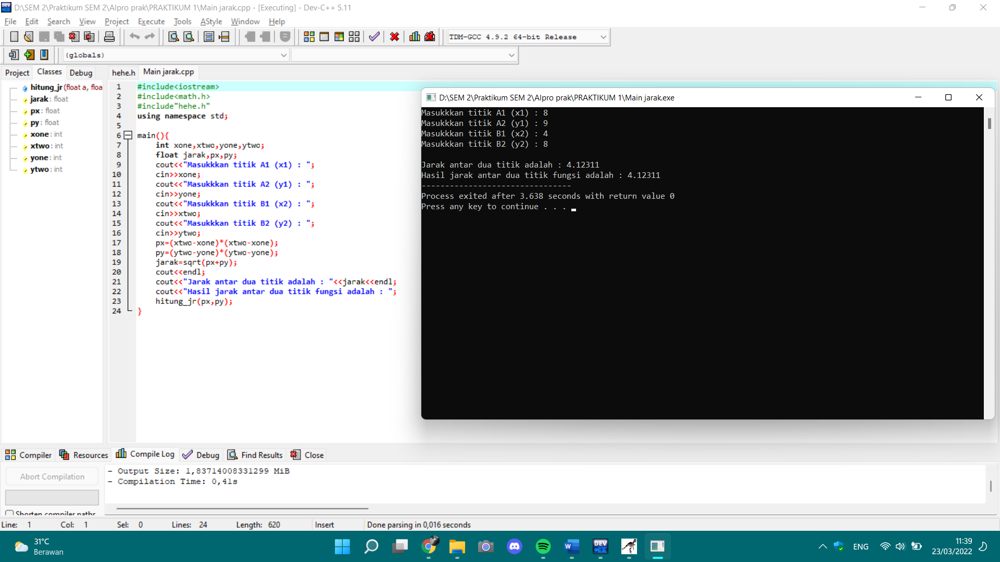 D:\SEM 2\Praktikum SEM 2\Alpro prak\PRAKTIKUM 1\Main jarak.cpp - [Executing] - Dev-C++ 5.11
File Edit Search View Project Execute Tools AStyle Window Help
TDM-GCC 4.9.2 64-bit Release
(globals)
Project Classes Debug
hehe.h Main jarak.cpp
hitung_jr (float a, floa
jarak : float
px : float
py : float
xone : int
xtwo : int
yone : int
ytwo : int
1 #include<iostream>
2 #include<math.h>
3 #include"hehe.h"
4 using namespace std;
5
6 main(){
7 int xone,xtwo,yone,ytwo;
8 float jarak,px,py;
9 cout<<"Masukkkan titik A1 (x1) : ";
10 cin>>xone;
11 cout<<"Masukkkan titik A2 (y1) : ";
12 cin>>yone;
13 cout<<"Masukkkan titik B1 (x2) : ";
14 cin>>xtwo;
15 cout<<"Masukkkan titik B2 (y2) : ";
16 cin>>ytwo;
17 px=(xtwo-xone)*(xtwo-xone);
18 py=(ytwo-yone)*(ytwo-yone);
19 jarak=sqrt(px+py);
20 cout<<endl;
21 cout<<"Jarak antar dua titik adalah : "<<jarak<<endl;
22 cout<<"Hasil jarak antar dua titik fungsi adalah : ";
23 hitung_jr(px,py);
24 }
D:\SEM 2\Praktikum SEM 2\Alpro prak\PRAKTIKUM 1\Main jarak.exe
Masukkkan titik A1 (x1) : 8
Masukkkan titik A2 (y1) : 9
Masukkkan titik B1 (x2) : 4
Masukkkan titik B2 (y2) : 8
Jarak antar dua titik adalah : 4.12311
Hasil jarak antar dua titik fungsi adalah : 4.12311
--------------------------------
Process exited after 3.638 seconds with return value 0
Press any key to continue . . .
Compiler Resources Compile Log Debug Find Results Close
Abort Compilation
Shorten compiler paths
- Output Size: 1,83714008331299 MiB
- Compilation Time: 0,41s
Line: 1 Col: 1 Sel: 0 Lines: 24 Length: 620 Insert Done parsing in 0,016 seconds
31°C
Berawan
DEV
W
ENG
11:39
23/03/2022